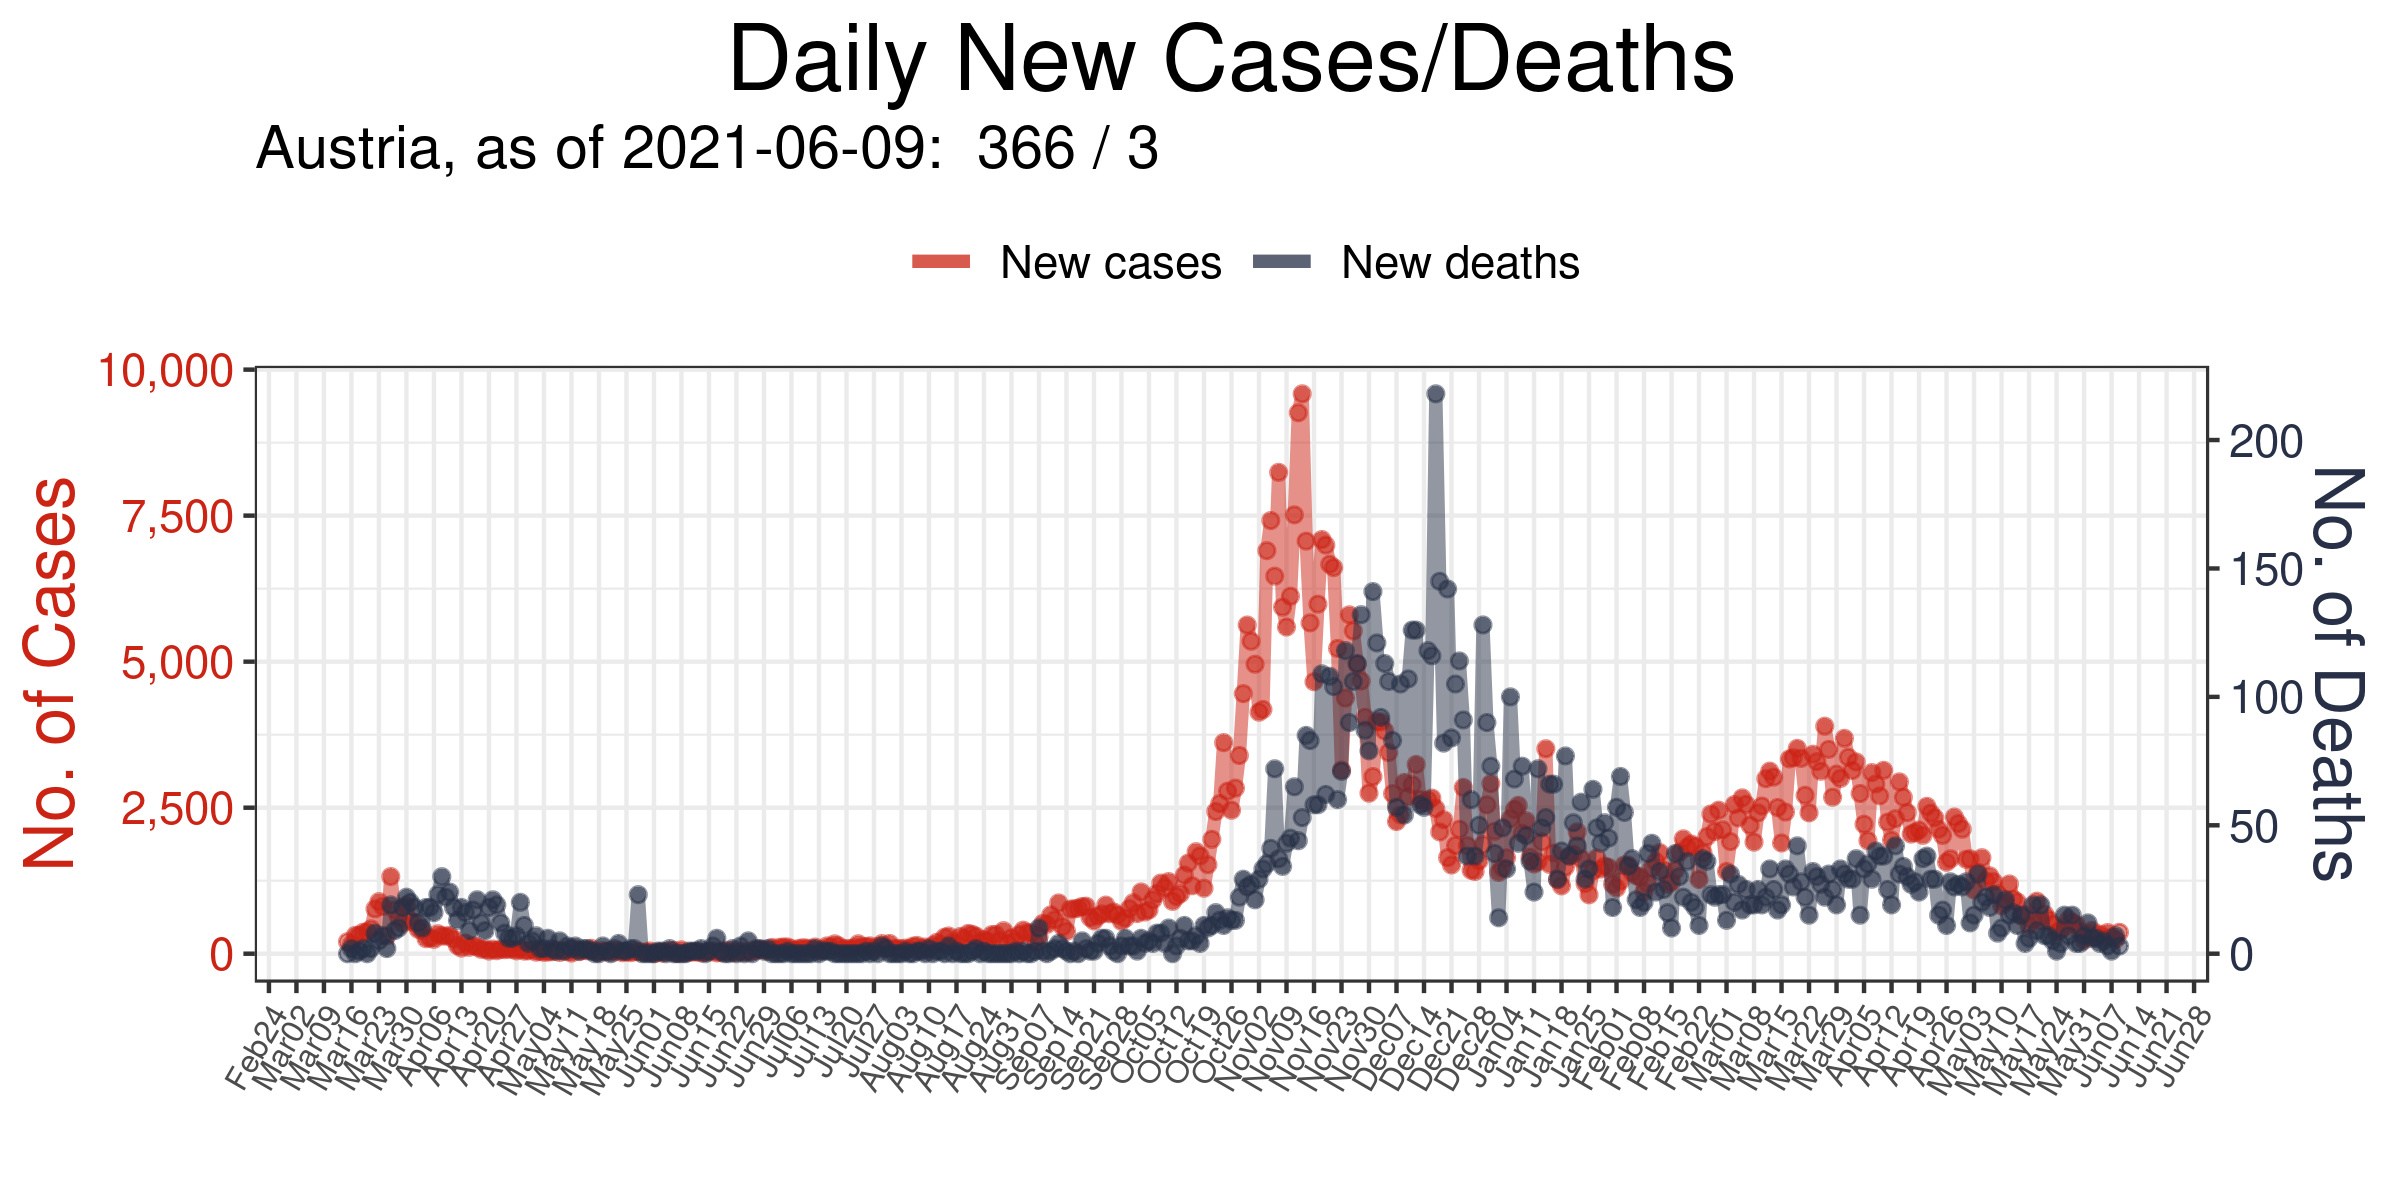 Daily New Cases/Deaths
Austria, as of 2021-06-09:  366 / 3
New cases
New deaths
No. of Cases
10,000
7,500
5,000
2,500
0
200
150
100
50
0
No. of Deaths
Feb24
Mar02
Mar09
Mar16
Mar23
Mar30
Apr06
Apr13
Apr20
Apr27
May04
May11
May18
May25
Jun01
Jun08
Jun15
Jun22
Jun29
Jul06
Jul13
Jul20
Jul27
Aug03
Aug10
Aug17
Aug24
Aug31
Sep07
Sep14
Sep21
Sep28
Oct05
Oct12
Oct19
Oct26
Nov02
Nov09
Nov16
Nov23
Nov30
Dec07
Dec14
Dec21
Dec28
Jan04
Jan11
Jan18
Jan25
Feb01
Feb08
Feb15
Feb22
Mar01
Mar08
Mar15
Mar22
Mar29
Apr05
Apr12
Apr19
Apr26
May03
May10
May17
May24
May31
Jun07
Jun14
Jun21
Jun28